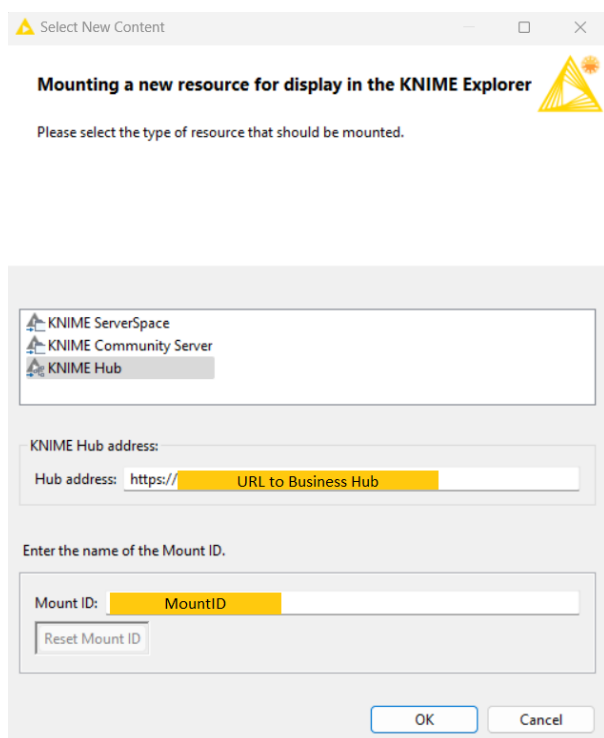 Select New Content
Mounting a new resource for display in the KNIME Explorer
Please select the type of resource that should be mounted.
KNIME ServerSpace
KNIME Community Server
KNIME Hub
KNIME Hub address:
Hub address: https:// URL to Business Hub
Enter the name of the Mount ID.
Mount ID: MountID
Reset Mount ID
OK Cancel